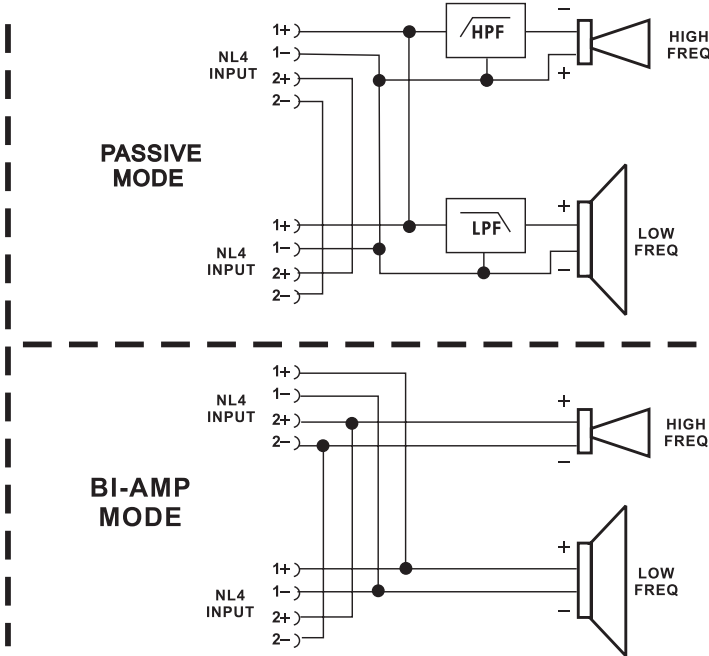 1+
1–
2+
2–
NL4
INPUT
HPF
–
+
HIGH
FREQ
PASSIVE
MODE
1+
1–
2+
2–
NL4
INPUT
LPF
+
–
LOW
FREQ
1+
1–
2+
2–
NL4
INPUT
+
–
HIGH
FREQ
BI-AMP
MODE
1+
1–
2+
2–
NL4
INPUT
+
–
LOW
FREQ